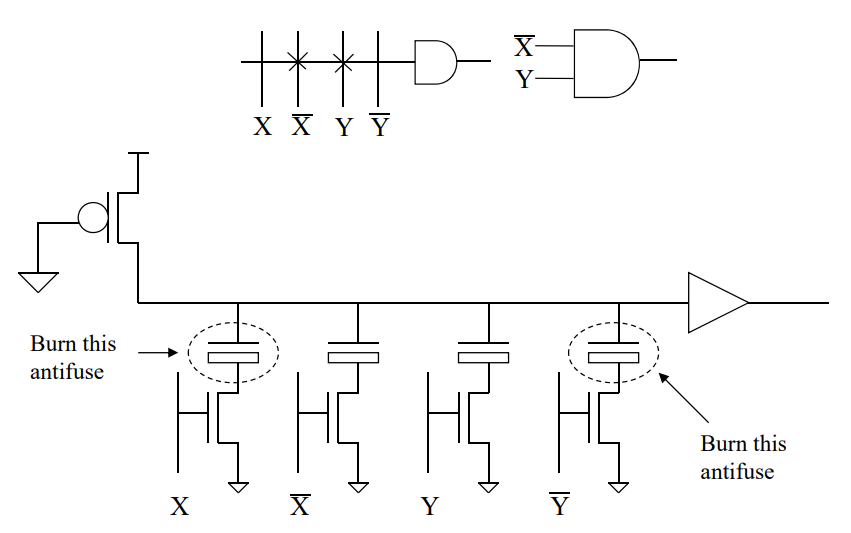 X̅
Y
X X̅ Y Y̅
Burn this
antifuse
Burn this
antifuse
X X̅ Y Y̅